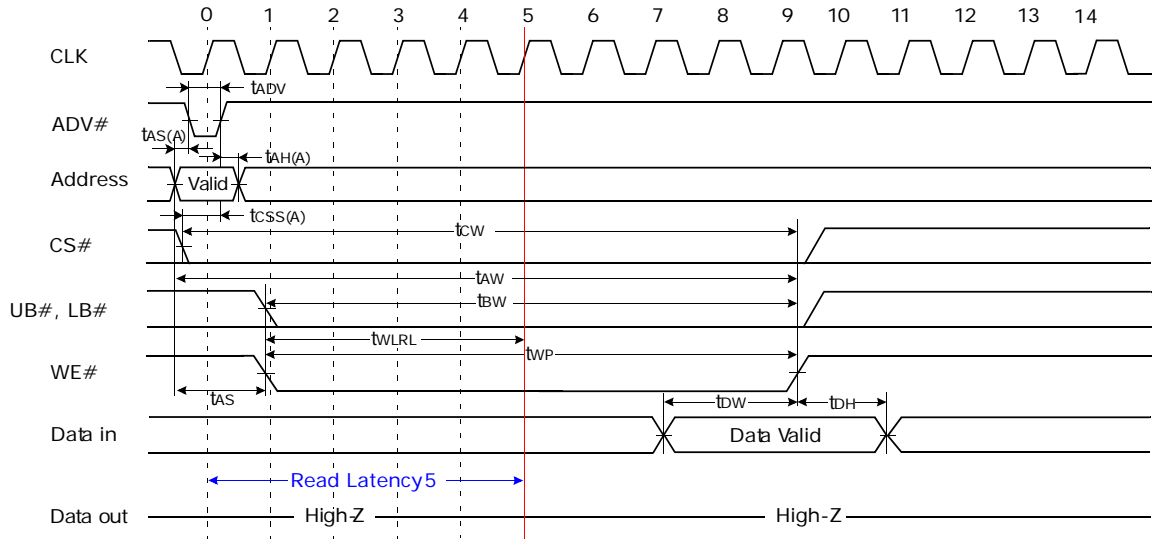 0 1 2 3 4 5 6 7 8 9 10 11 12 13 14
CLK
tADV
ADV#
tAS(A)
tAH(A)
Address Valid
tCSS(A)
CS# tCW
tAW
UB#, LB# tBW
tWLRL
tWP
WE#
tAS tDW tDH
Data in Data Valid
Read Latency 5
Data out High-Z High-Z